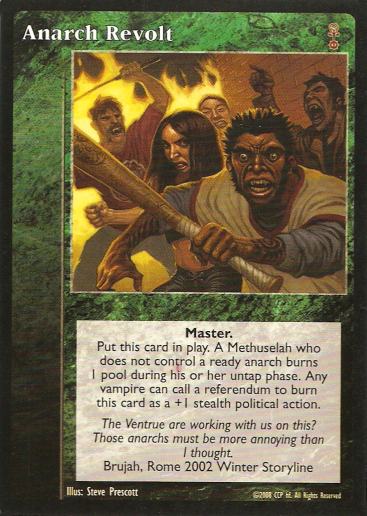 Anarch Revolt
Master.
Put this card in play. A Methuselah who
does not control a ready anarch burns
1 pool during his or her untap phase. Any
vampire can call a referendum to burn
this card as a +1 stealth political action.
The Ventrue are working with us on this?
Those anarchs must be more annoying than
I thought.
Brujah, Rome 2002 Winter Storyline
Illus: Steve Prescott
©2008 CCP hf. All Rights Reserved